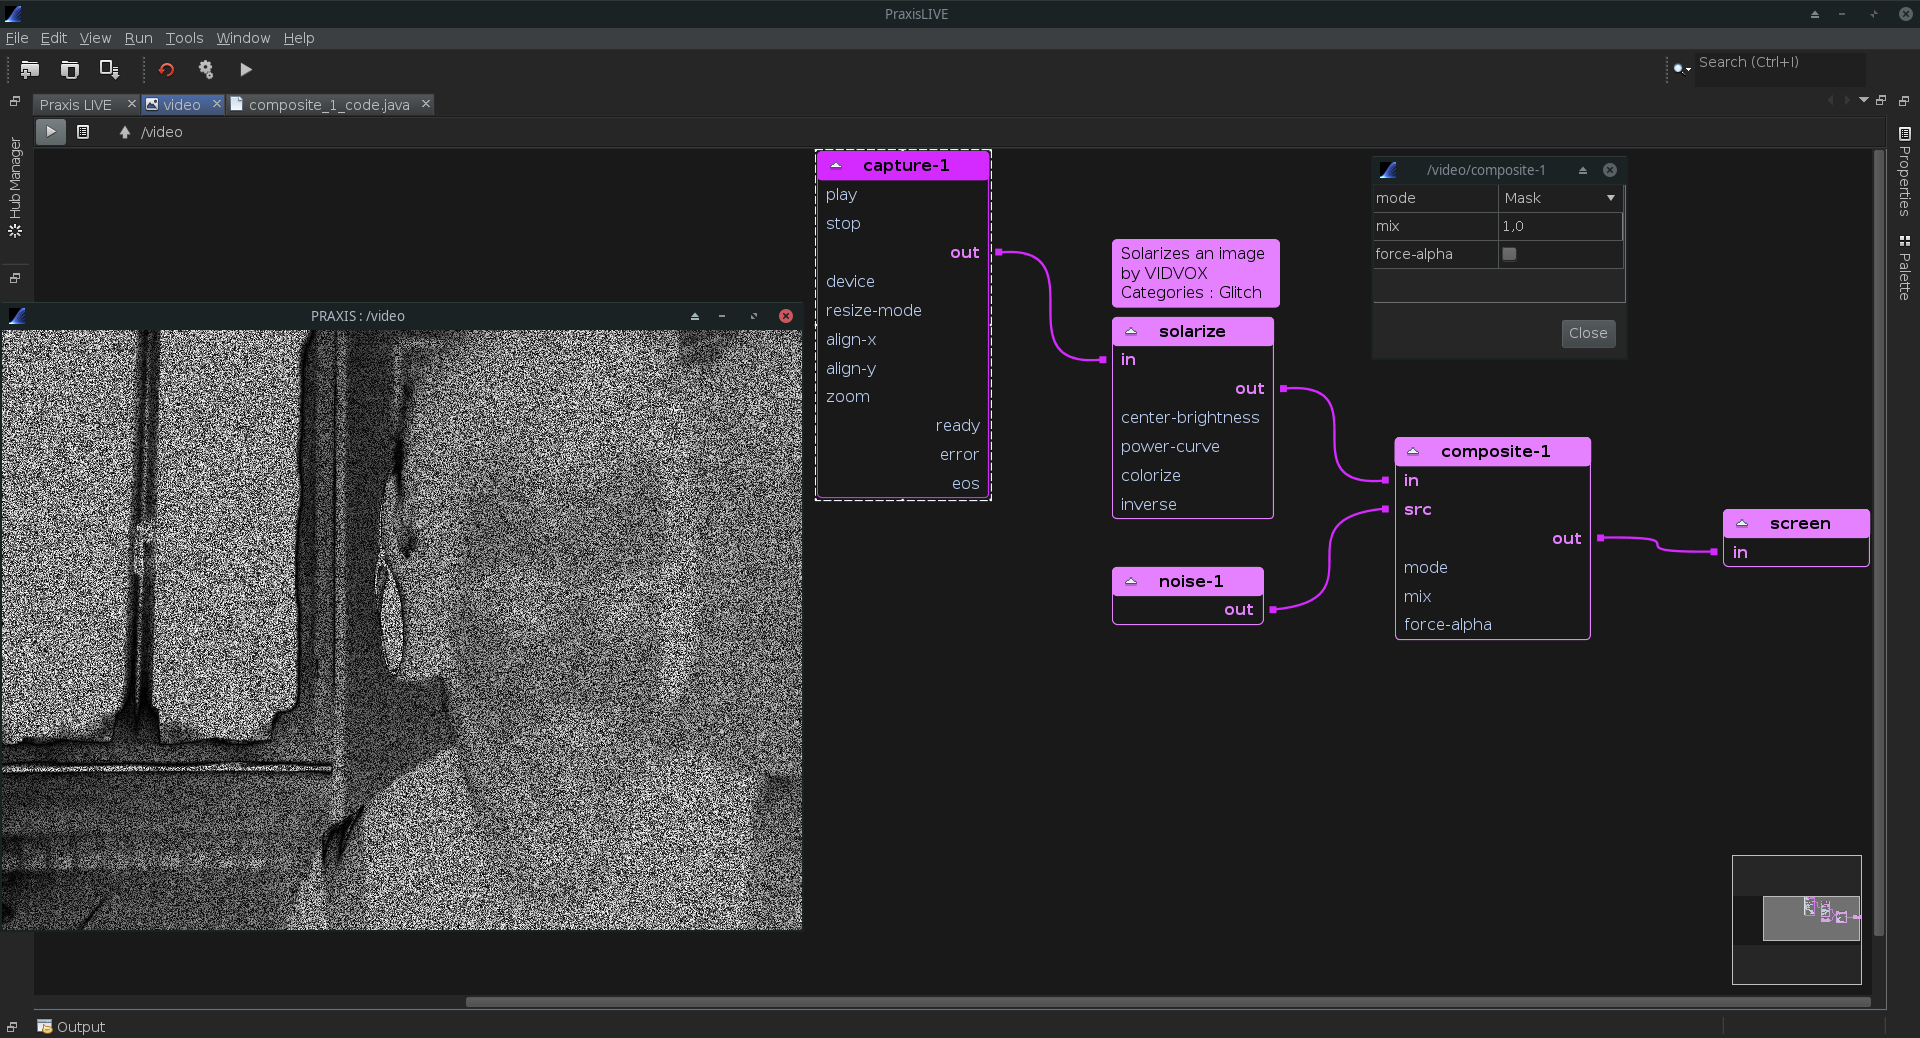 PraxisLIVE
File Edit View Run Tools Window Help
Search (Ctrl+I)
Praxis LIVE
video
composite_1_code.java
/video
Hub Manager
Properties
Palette
capture-1
play
stop
out
device
resize-mode
align-x
align-y
zoom
ready
error
eos
Solarizes an image
by VIDVOX
Categories : Glitch
solarize
in
out
center-brightness
power-curve
colorize
inverse
noise-1
out
/video/composite-1
mode Mask
mix 1,0
force-alpha
Close
composite-1
in
src
out
mode
mix
force-alpha
screen
in
PRAXIS : /video
Output